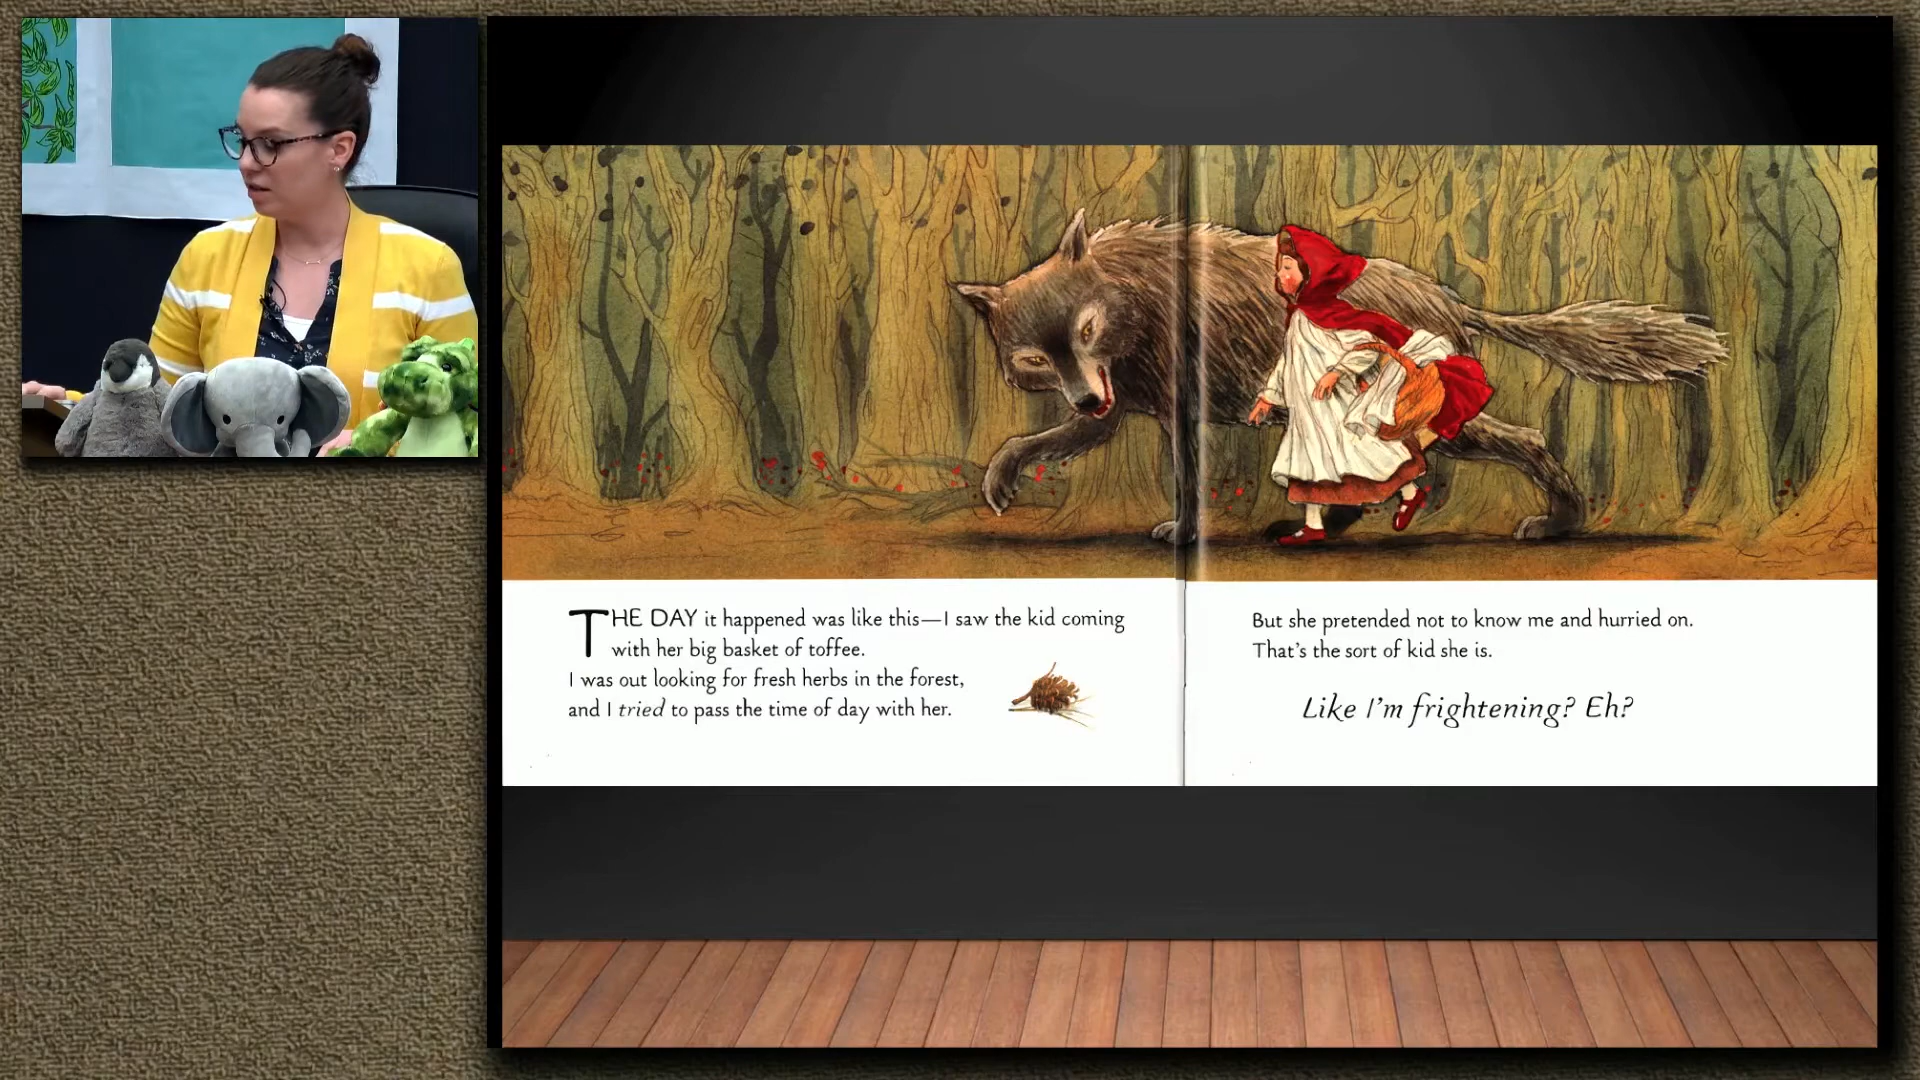 THE DAY it happened was like this—I saw the kid coming
with her big basket of toffee.
I was out looking for fresh herbs in the forest,
and I tried to pass the time of day with her.
But she pretended not to know me and hurried on.
That's the sort of kid she is.
Like I'm frightening? Eh?